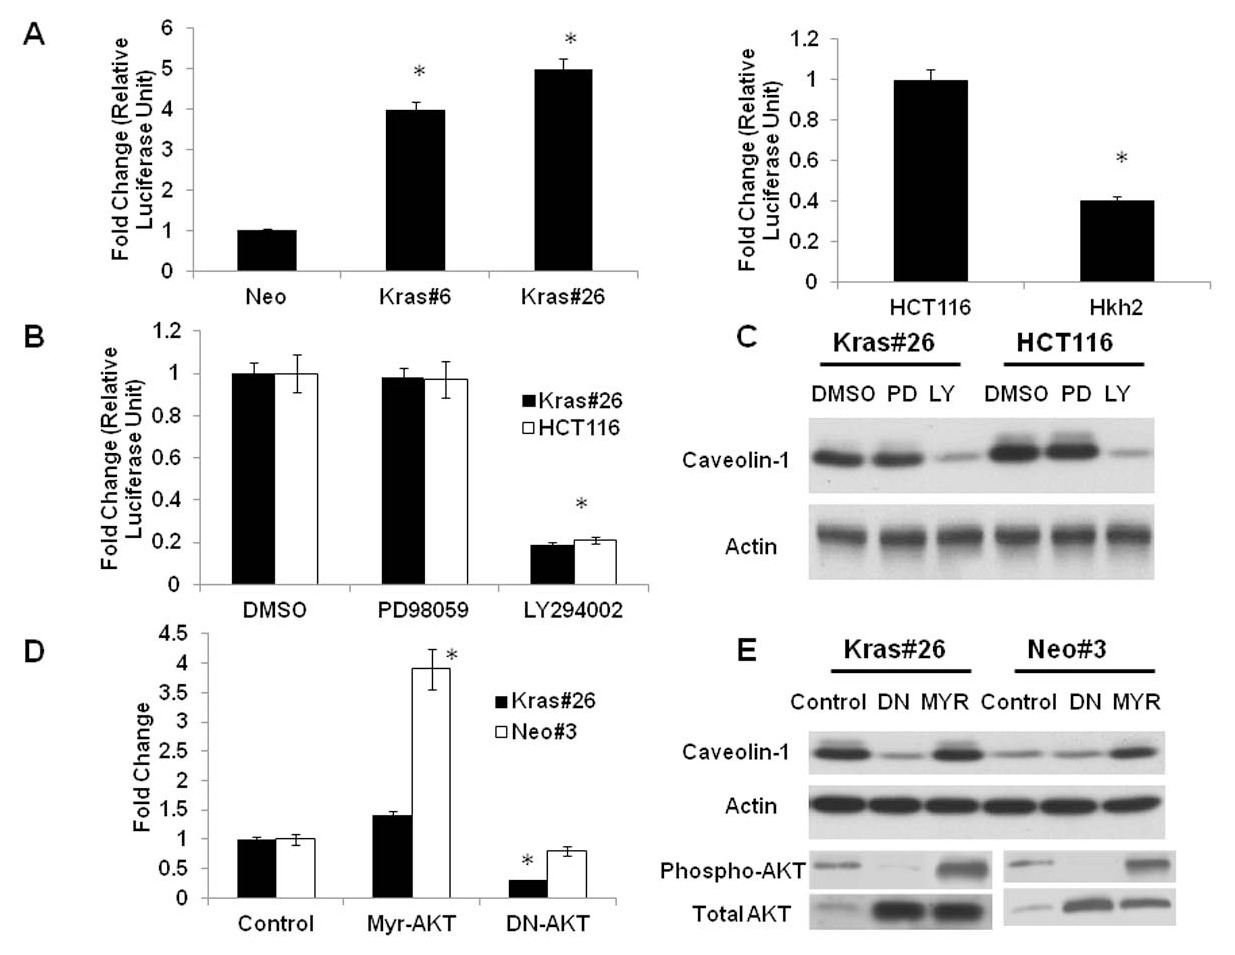 A
Fold Change (Relative
Luciferase Unit)
6
5
4
3
2
1
0
*
*
Neo
Kras#6
Kras#26
Fold Change (Relative
Luciferase Unit)
1.2
1
0.8
0.6
0.4
0.2
0
*
HCT116
Hkh2
B
Fold Change (Relative
Luciferase Unit)
1.2
1
0.8
0.6
0.4
0.2
0
Kras#26
HCT116
*
DMSO
PD98059
LY294002
C
Kras#26 HCT116
DMSO PD LY DMSO PD LY
Caveolin-1
Actin
D
Fold Change
4.5
4
3.5
3
2.5
2
1.5
1
0.5
0
*
Kras#26
Neo#3
*
Control
Myr-AKT
DN-AKT
E
Kras#26 Neo#3
Control DN MYR Control DN MYR
Caveolin-1
Actin
Phospho-AKT
Total AKT